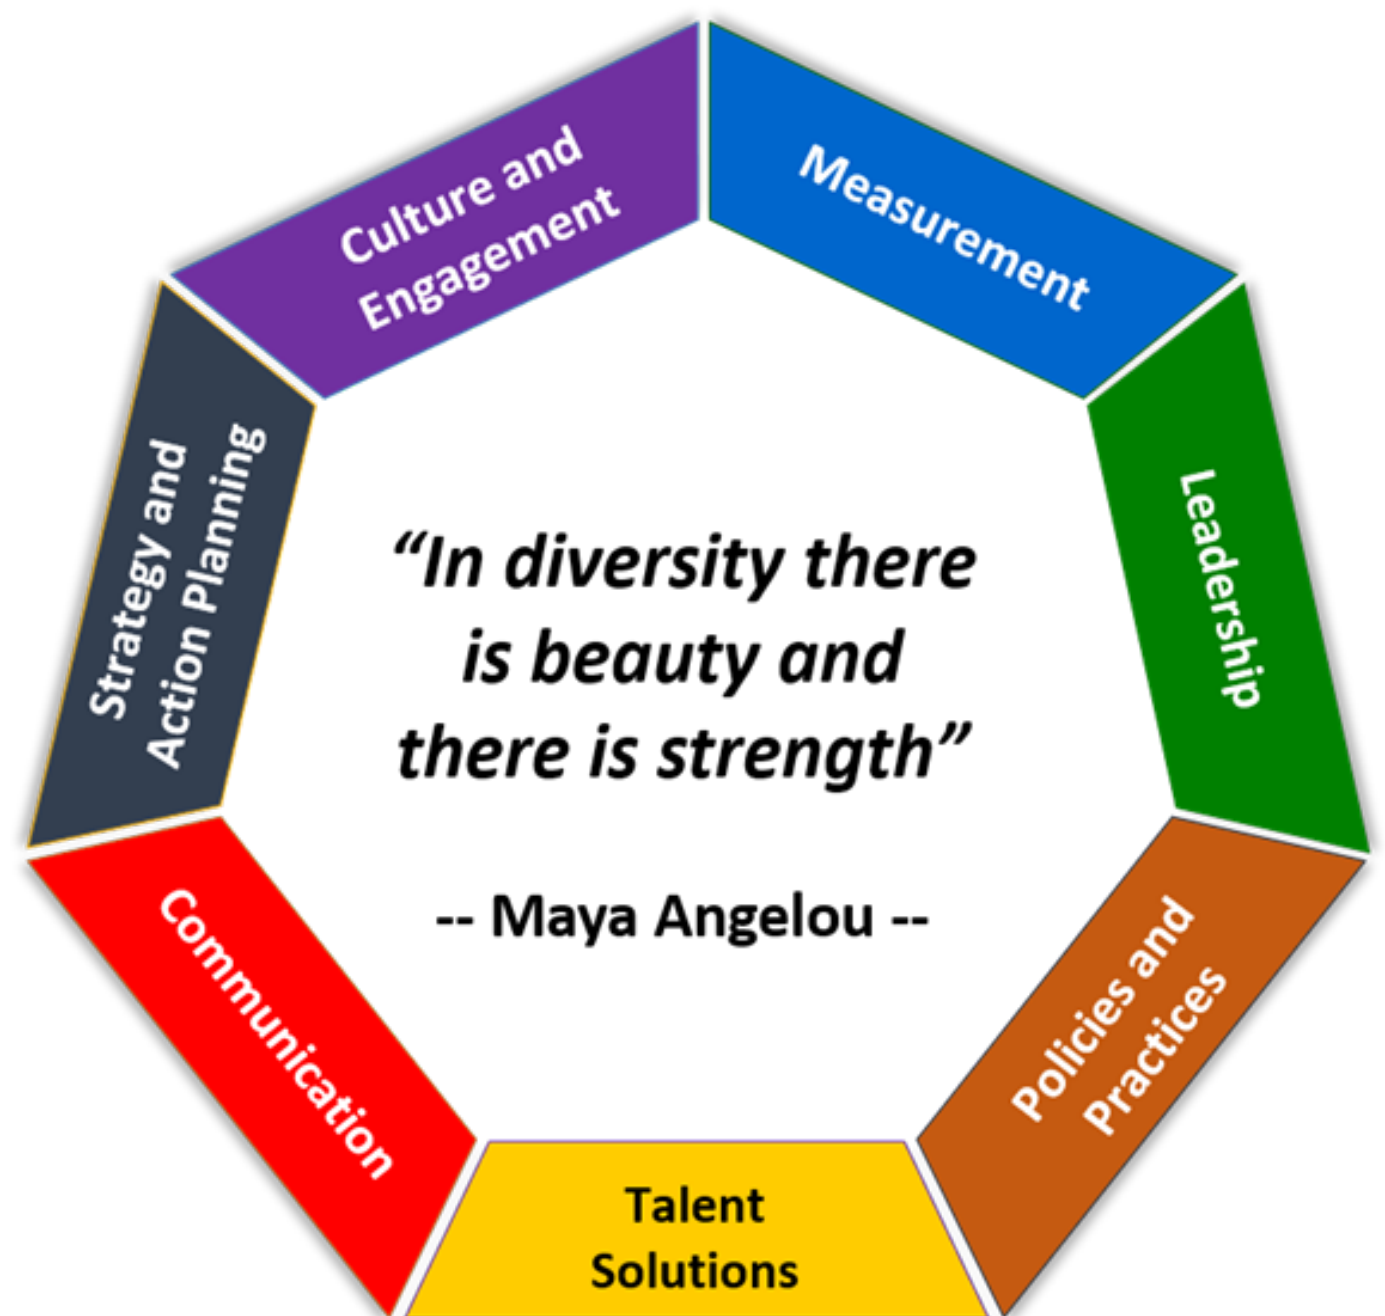 Culture and
Engagement
Measurement
Leadership
Strategy and
Action Planning
“In diversity there
is beauty and
there is strength”
-- Maya Angelou --
Communication
Policies and
Practices
Talent
Solutions